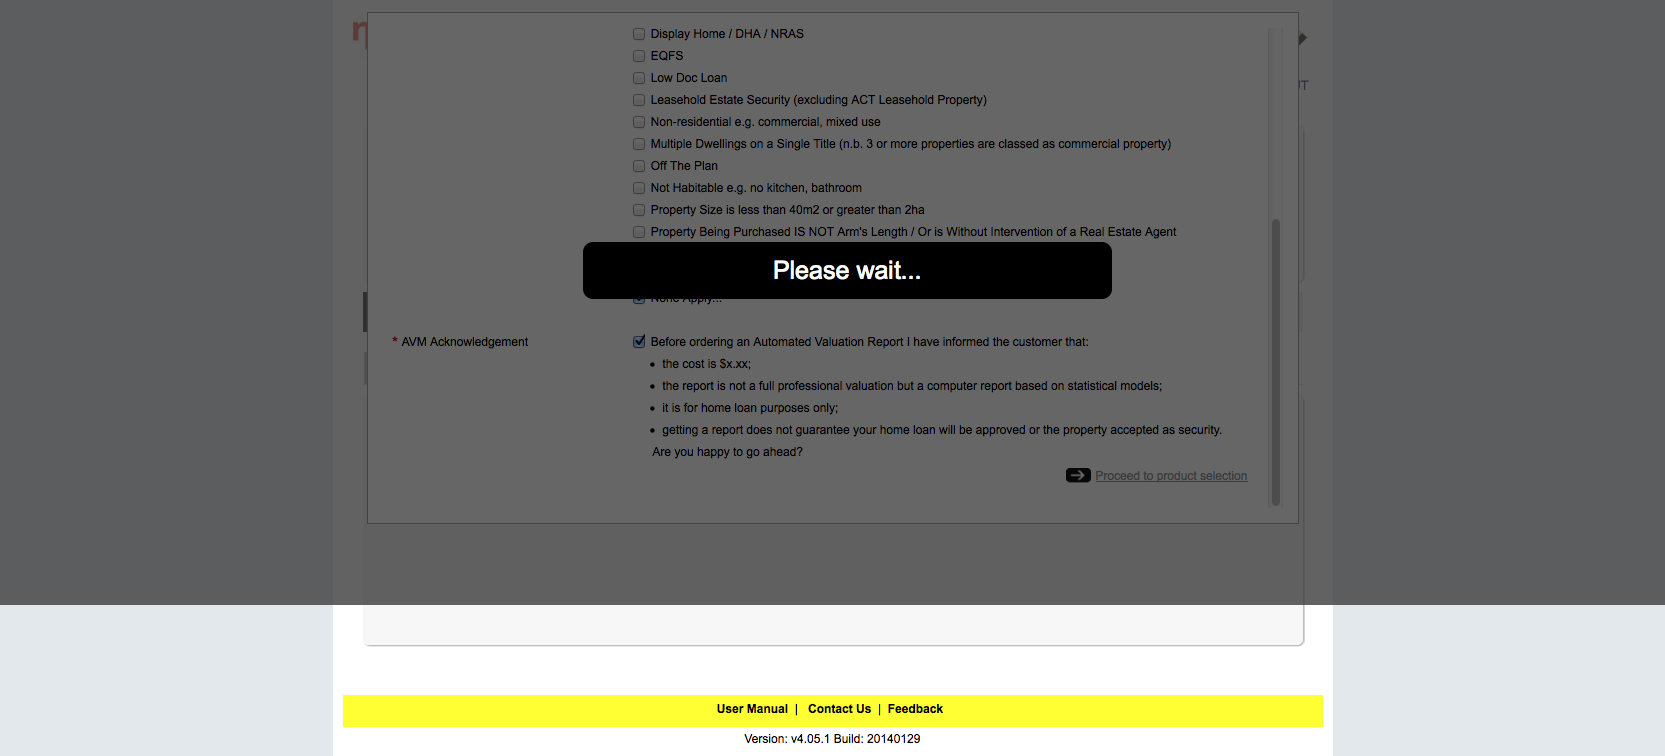 Display Home / DHA / NRAS
EQFS
Low Doc Loan
Leasehold Estate Security (excluding ACT Leasehold Property)
Non-residential e.g. commercial, mixed use
Multiple Dwellings on a Single Title (n.b. 3 or more properties are classed as commercial property)
Off The Plan
Not Habitable e.g. no kitchen, bathroom
Property Size is less than 40m2 or greater than 2ha
Property Being Purchased IS NOT Arm's Length / Or is Without Intervention of a Real Estate Agent
Please wait...
None Apply...
* AVM Acknowledgement
Before ordering an Automated Valuation Report I have informed the customer that:
• the cost is $x.xx;
• the report is not a full professional valuation but a computer report based on statistical models;
• it is for home loan purposes only;
• getting a report does not guarantee your home loan will be approved or the property accepted as security.
Are you happy to go ahead?
Proceed to product selection
User Manual | Contact Us | Feedback
Version: v4.05.1 Build: 20140129